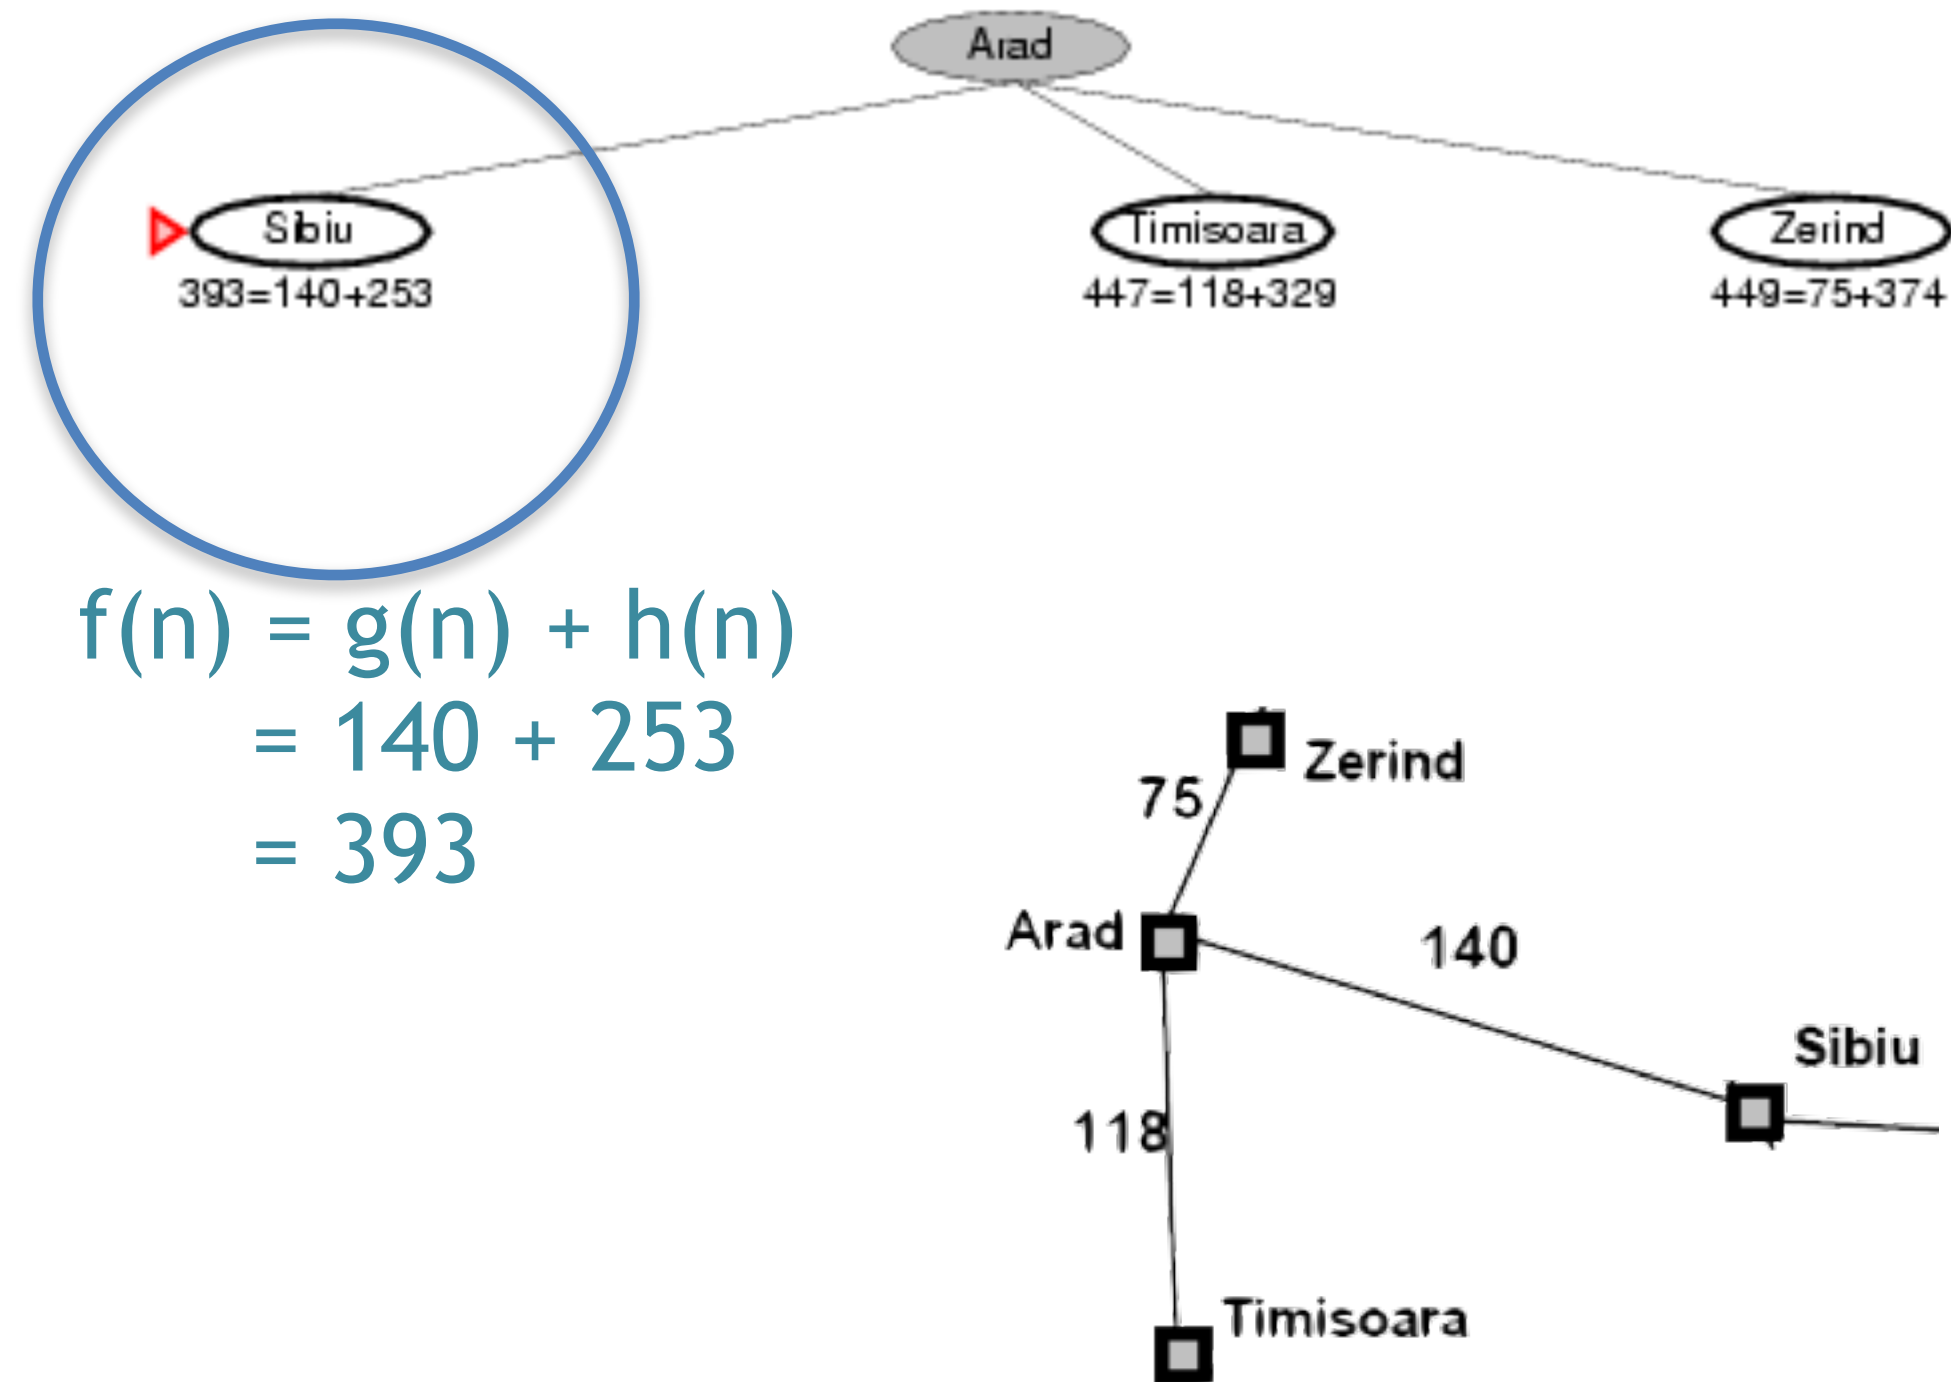 Arad
Sibiu
393=140+253
Timisoara
447=118+329
Zerind
449=75+374
f(n) = g(n) + h(n)
= 140 + 253
= 393
Zerind
75
Arad
140
Sibiu
118
Timisoara